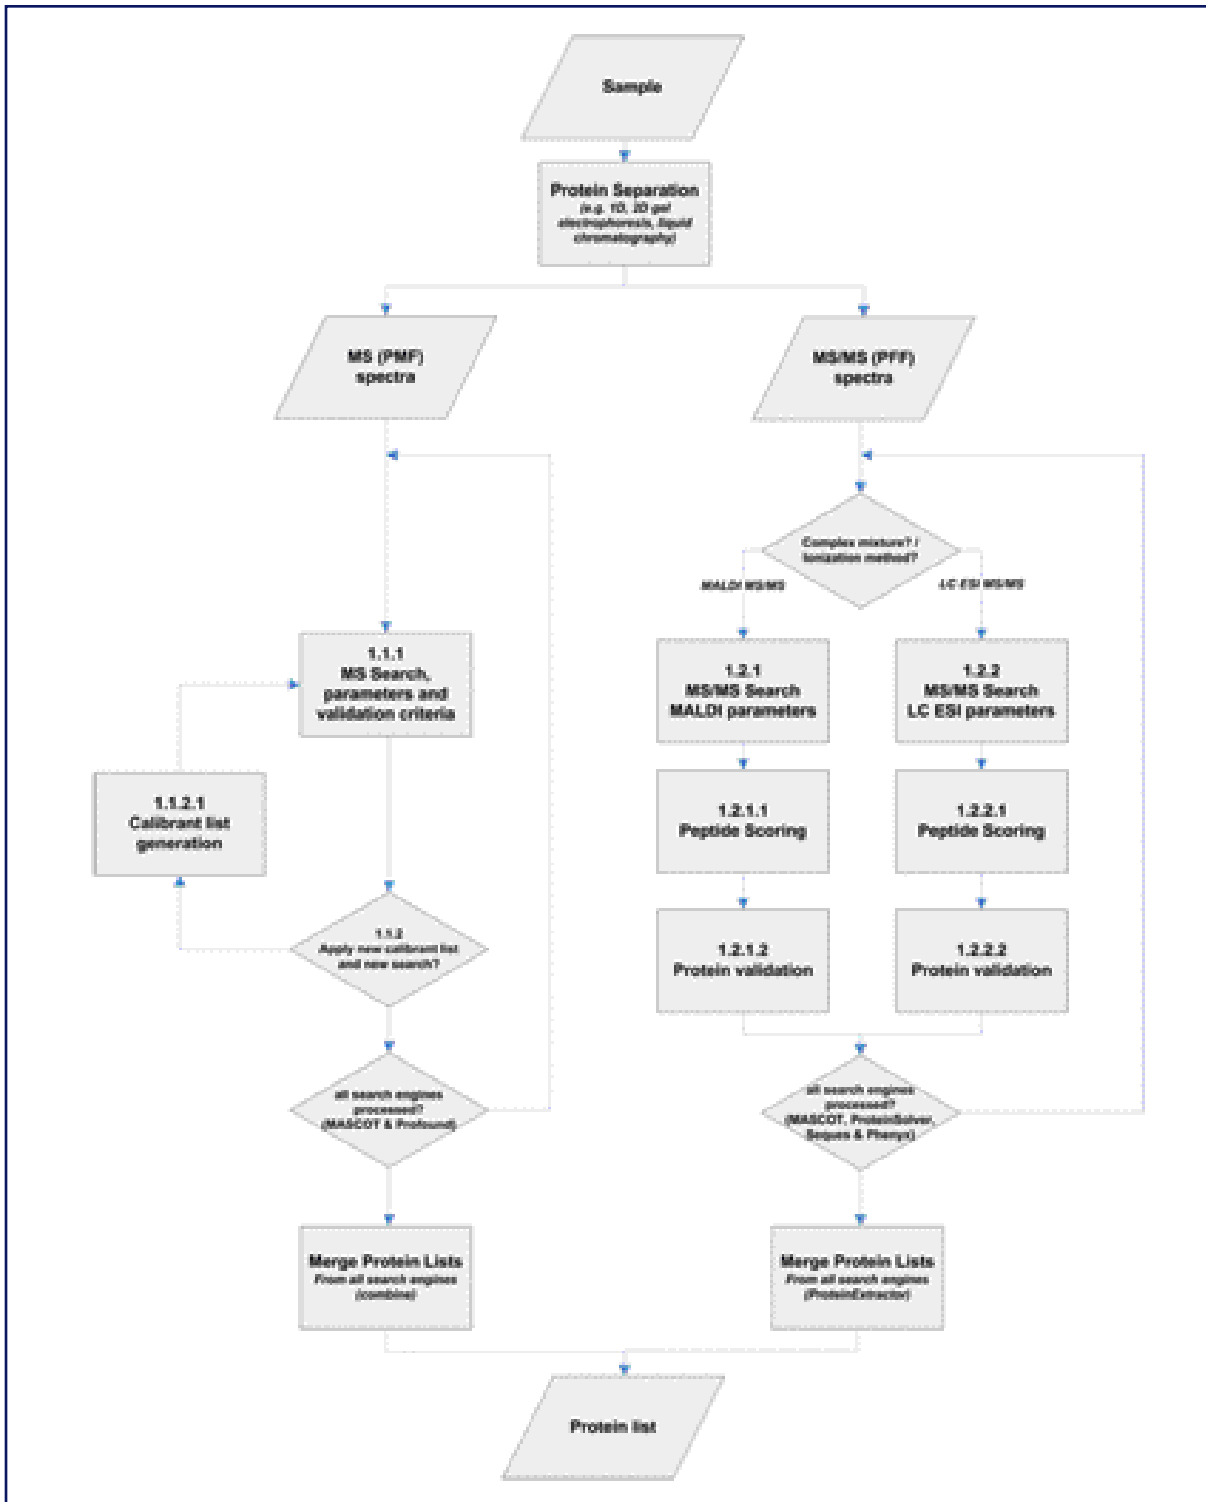 Sample
Protein Separation
(e.g. 1D, 2D gel
electrophoresis, liquid
chromatography)
MS (PMF)
spectra
MS/MS (PFF)
spectra
Complex mixture? /
Ionization method?
MALDI MS/MS
LC ESI MS/MS
1.1.1
MS Search,
parameters and
validation criteria
1.2.1
MS/MS Search
MALDI parameters
1.2.2
MS/MS Search
LC ESI parameters
1.1.2.1
Calibrant list
generation
1.2.1.1
Peptide Scoring
1.2.2.1
Peptide Scoring
1.1.2
Apply new calibrant list
and new search?
1.2.1.2
Protein validation
1.2.2.2
Protein validation
all search engines
processed?
(MASCOT & Profound)
all search engines
processed?
(MASCOT, ProteinSolver,
& Phenyx)
Merge Protein Lists
From all search engines
(combine)
Merge Protein Lists
From all search engines
(ProteinExtractor)
Protein list